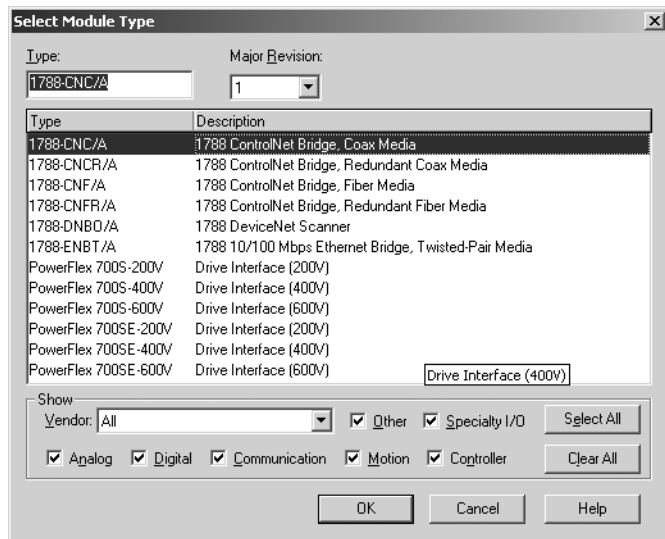 Select Module Type
Type: Major Revision:
1788-CNC/A 1
Type Description
1788-CNC/A 1788 ControlNet Bridge, Coax Media
1788-CNCR/A 1788 ControlNet Bridge, Redundant Coax Media
1788-CNF/A 1788 ControlNet Bridge, Fiber Media
1788-CNFR/A 1788 ControlNet Bridge, Redundant Fiber Media
1788-DNBO/A 1788 DeviceNet Scanner
1788-ENBT/A 1788 10/100 Mbps Ethernet Bridge, Twisted-Pair Media
PowerFlex 700S-200V Drive Interface (200V)
PowerFlex 700S-400V Drive Interface (400V)
PowerFlex 700S-600V Drive Interface (600V)
PowerFlex 700SE-200V Drive Interface (200V)
PowerFlex 700SE-400V Drive Interface (400V)
PowerFlex 700SE-600V Drive Interface (600V)
Drive Interface (400V)
Show
Vendor: All Other Specialty I/O Select All
Analog Digital Communication Motion Controller Clear All
OK Cancel Help